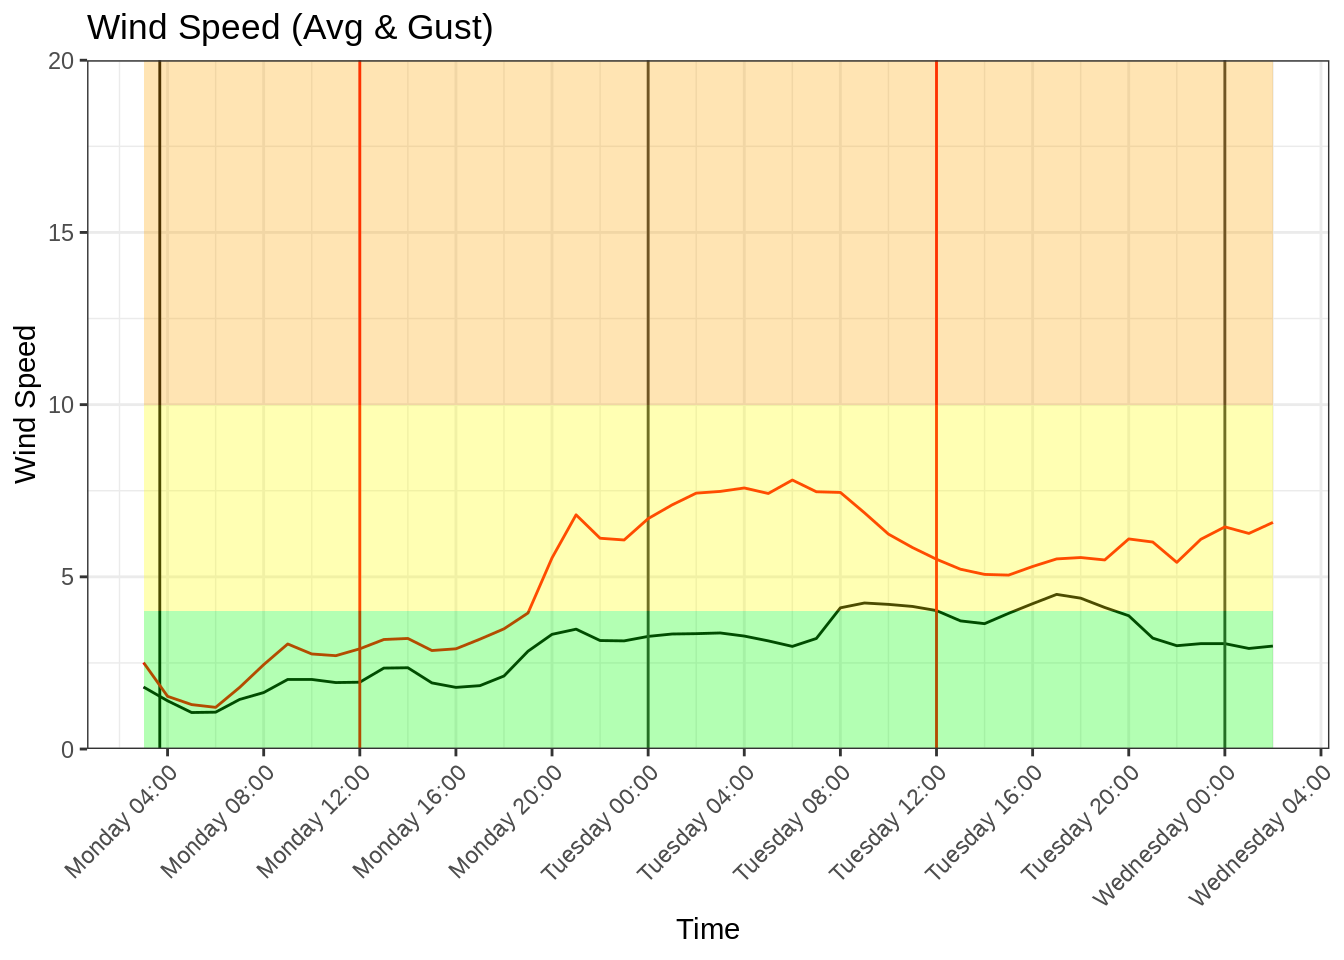 Wind Speed (Avg & Gust)
20
15
10
5
0
Wind Speed
Monday 04:00
Monday 08:00
Monday 12:00
Monday 16:00
Monday 20:00
Tuesday 00:00
Tuesday 04:00
Tuesday 08:00
Tuesday 12:00
Tuesday 16:00
Tuesday 20:00
Wednesday 00:00
Wednesday 04:00
Time